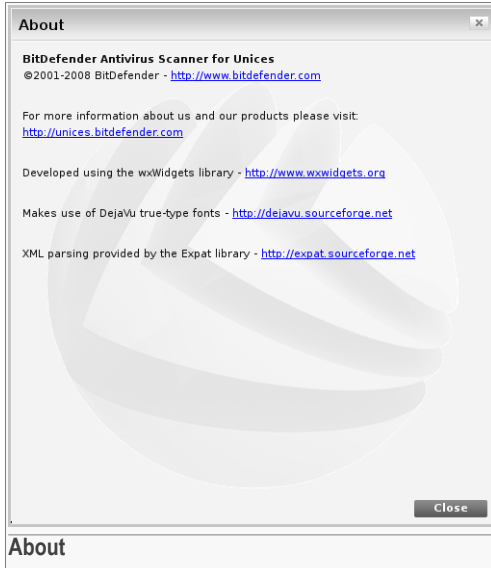 About
BitDefender Antivirus Scanner for Unices
©2001-2008 BitDefender - http://www.bitdefender.com
For more information about us and our products please visit:
http://unices.bitdefender.com
Developed using the wxWidgets library - http://www.wxwidgets.org
Makes use of DejaVu true-type fonts - http://dejavu.sourceforge.net
XML parsing provided by the Expat library - http://expat.sourceforge.net
Close
About